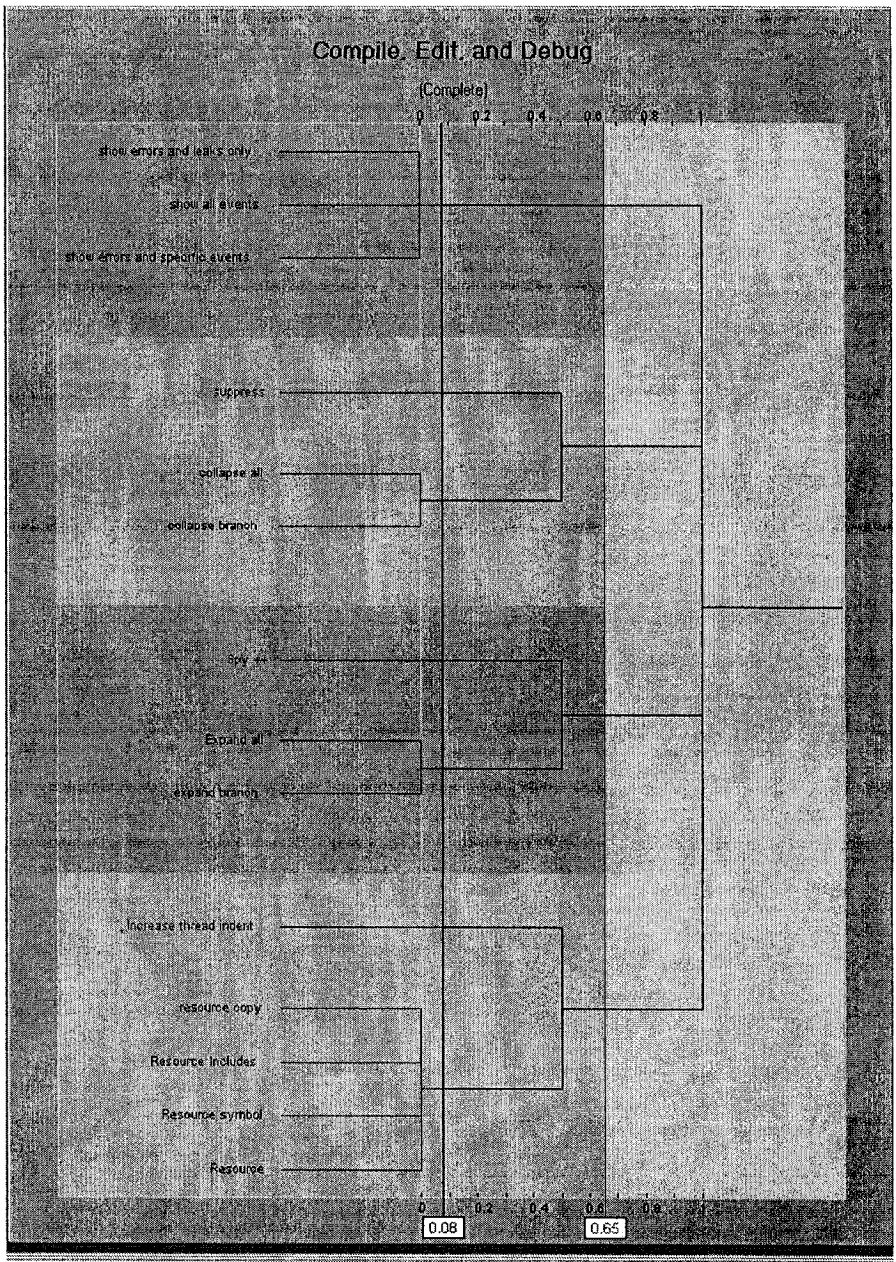 Compile, Edit, and Debug
(Complete)
0 0.2 0.4 0.6 0.8
show errors and leaks only
show all events
show errors and specific events
suppress
collapse all
collapse branch
spy ++
Expand all
expand branch
Increase thread indent
resource copy
Resource Includes
Resource symbol
Resource
0 0.2 0.4 0.6 0.8
0.08 0.65